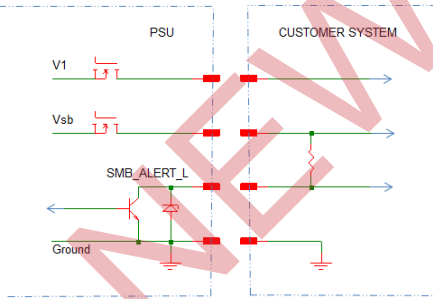 PSU
CUSTOMER SYSTEM
V1
Vsb
SMB_ALERT_L
Ground
NEW